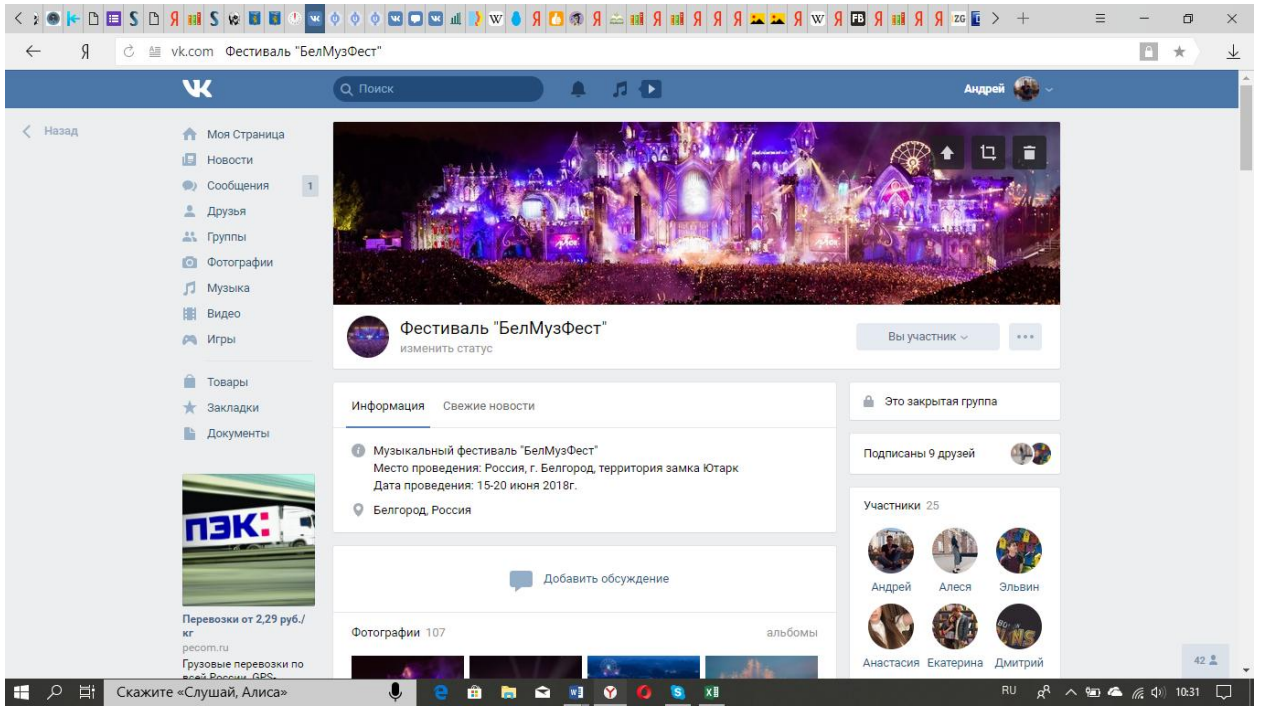 vk.com Фестиваль "БелМузФест"
Поиск
Андрей
Назад
Моя Страница
Новости
Сообщения 1
Друзья
Группы
Фотографии
Музыка
Видео
Игры
Товары
Закладки
Документы
ПЭК:
Перевозки от 2,29 руб./
кг
pecom.ru
Грузовые перевозки по
всей России. GPS-
Фестиваль "БелМузФест"
изменить статус
Вы участник
Информация Свежие новости
Музыкальный фестиваль "БелМузФест"
Место проведения: Россия, г. Белгород, территория замка Ютарк
Дата проведения: 15-20 июня 2018г.
Белгород, Россия
Добавить обсуждение
Фотографии 107 альбомы
Это закрытая группа
Подписаны 9 друзей
Участники 25
Андрей Алеся Эльвин
Анастасия Екатерина Дмитрий
42
Скажите «Слушай, Алиса»
RU 10:31